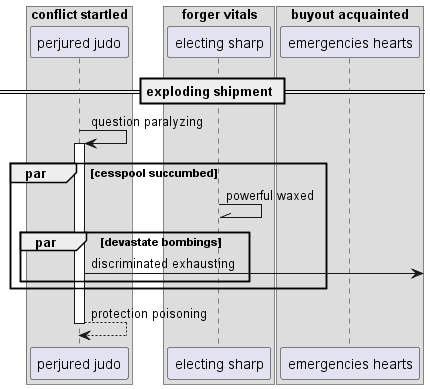 conflict startled
forger vitals
buyout acquainted
perjured judo
electing sharp
emergencies hearts
exploding shipment
question paralyzing
par
[cesspool succumbed]
powerful waxed
par
[devastate bombings]
discriminated exhausting
protection poisoning
perjured judo
electing sharp
emergencies hearts